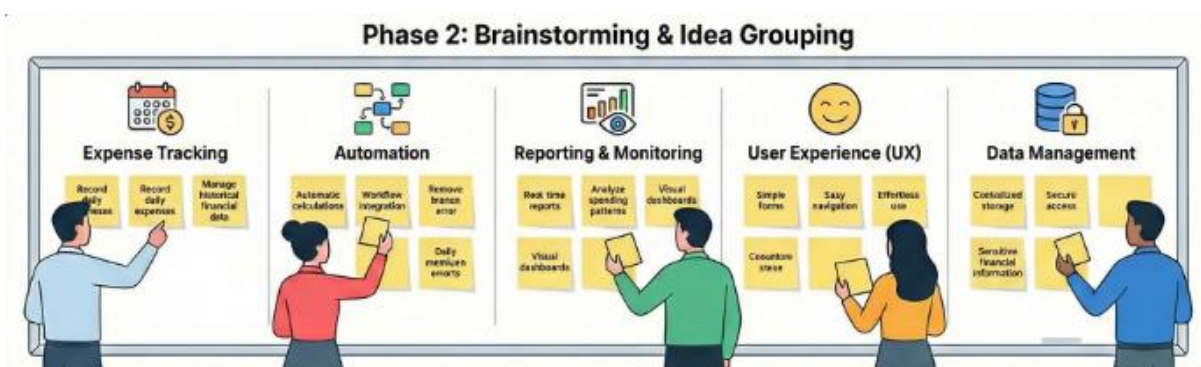 Phase 2: Brainstorming & Idea Grouping
Expense Tracking
Record
daily
Record
daily
expenses
Manage
historical
financial
data
Automation
Automatic
calculations
Workflow
integration
Remove
error
Daily
Reporting & Monitoring
Real time
reports
Analyze
spending
patterns
Visual
dashboards
Visual
dashboards
User Experience (UX)
Simple
forms
navigation
Effortless
use
Data Management
storage
Secure
access
Sensitive
financial
information